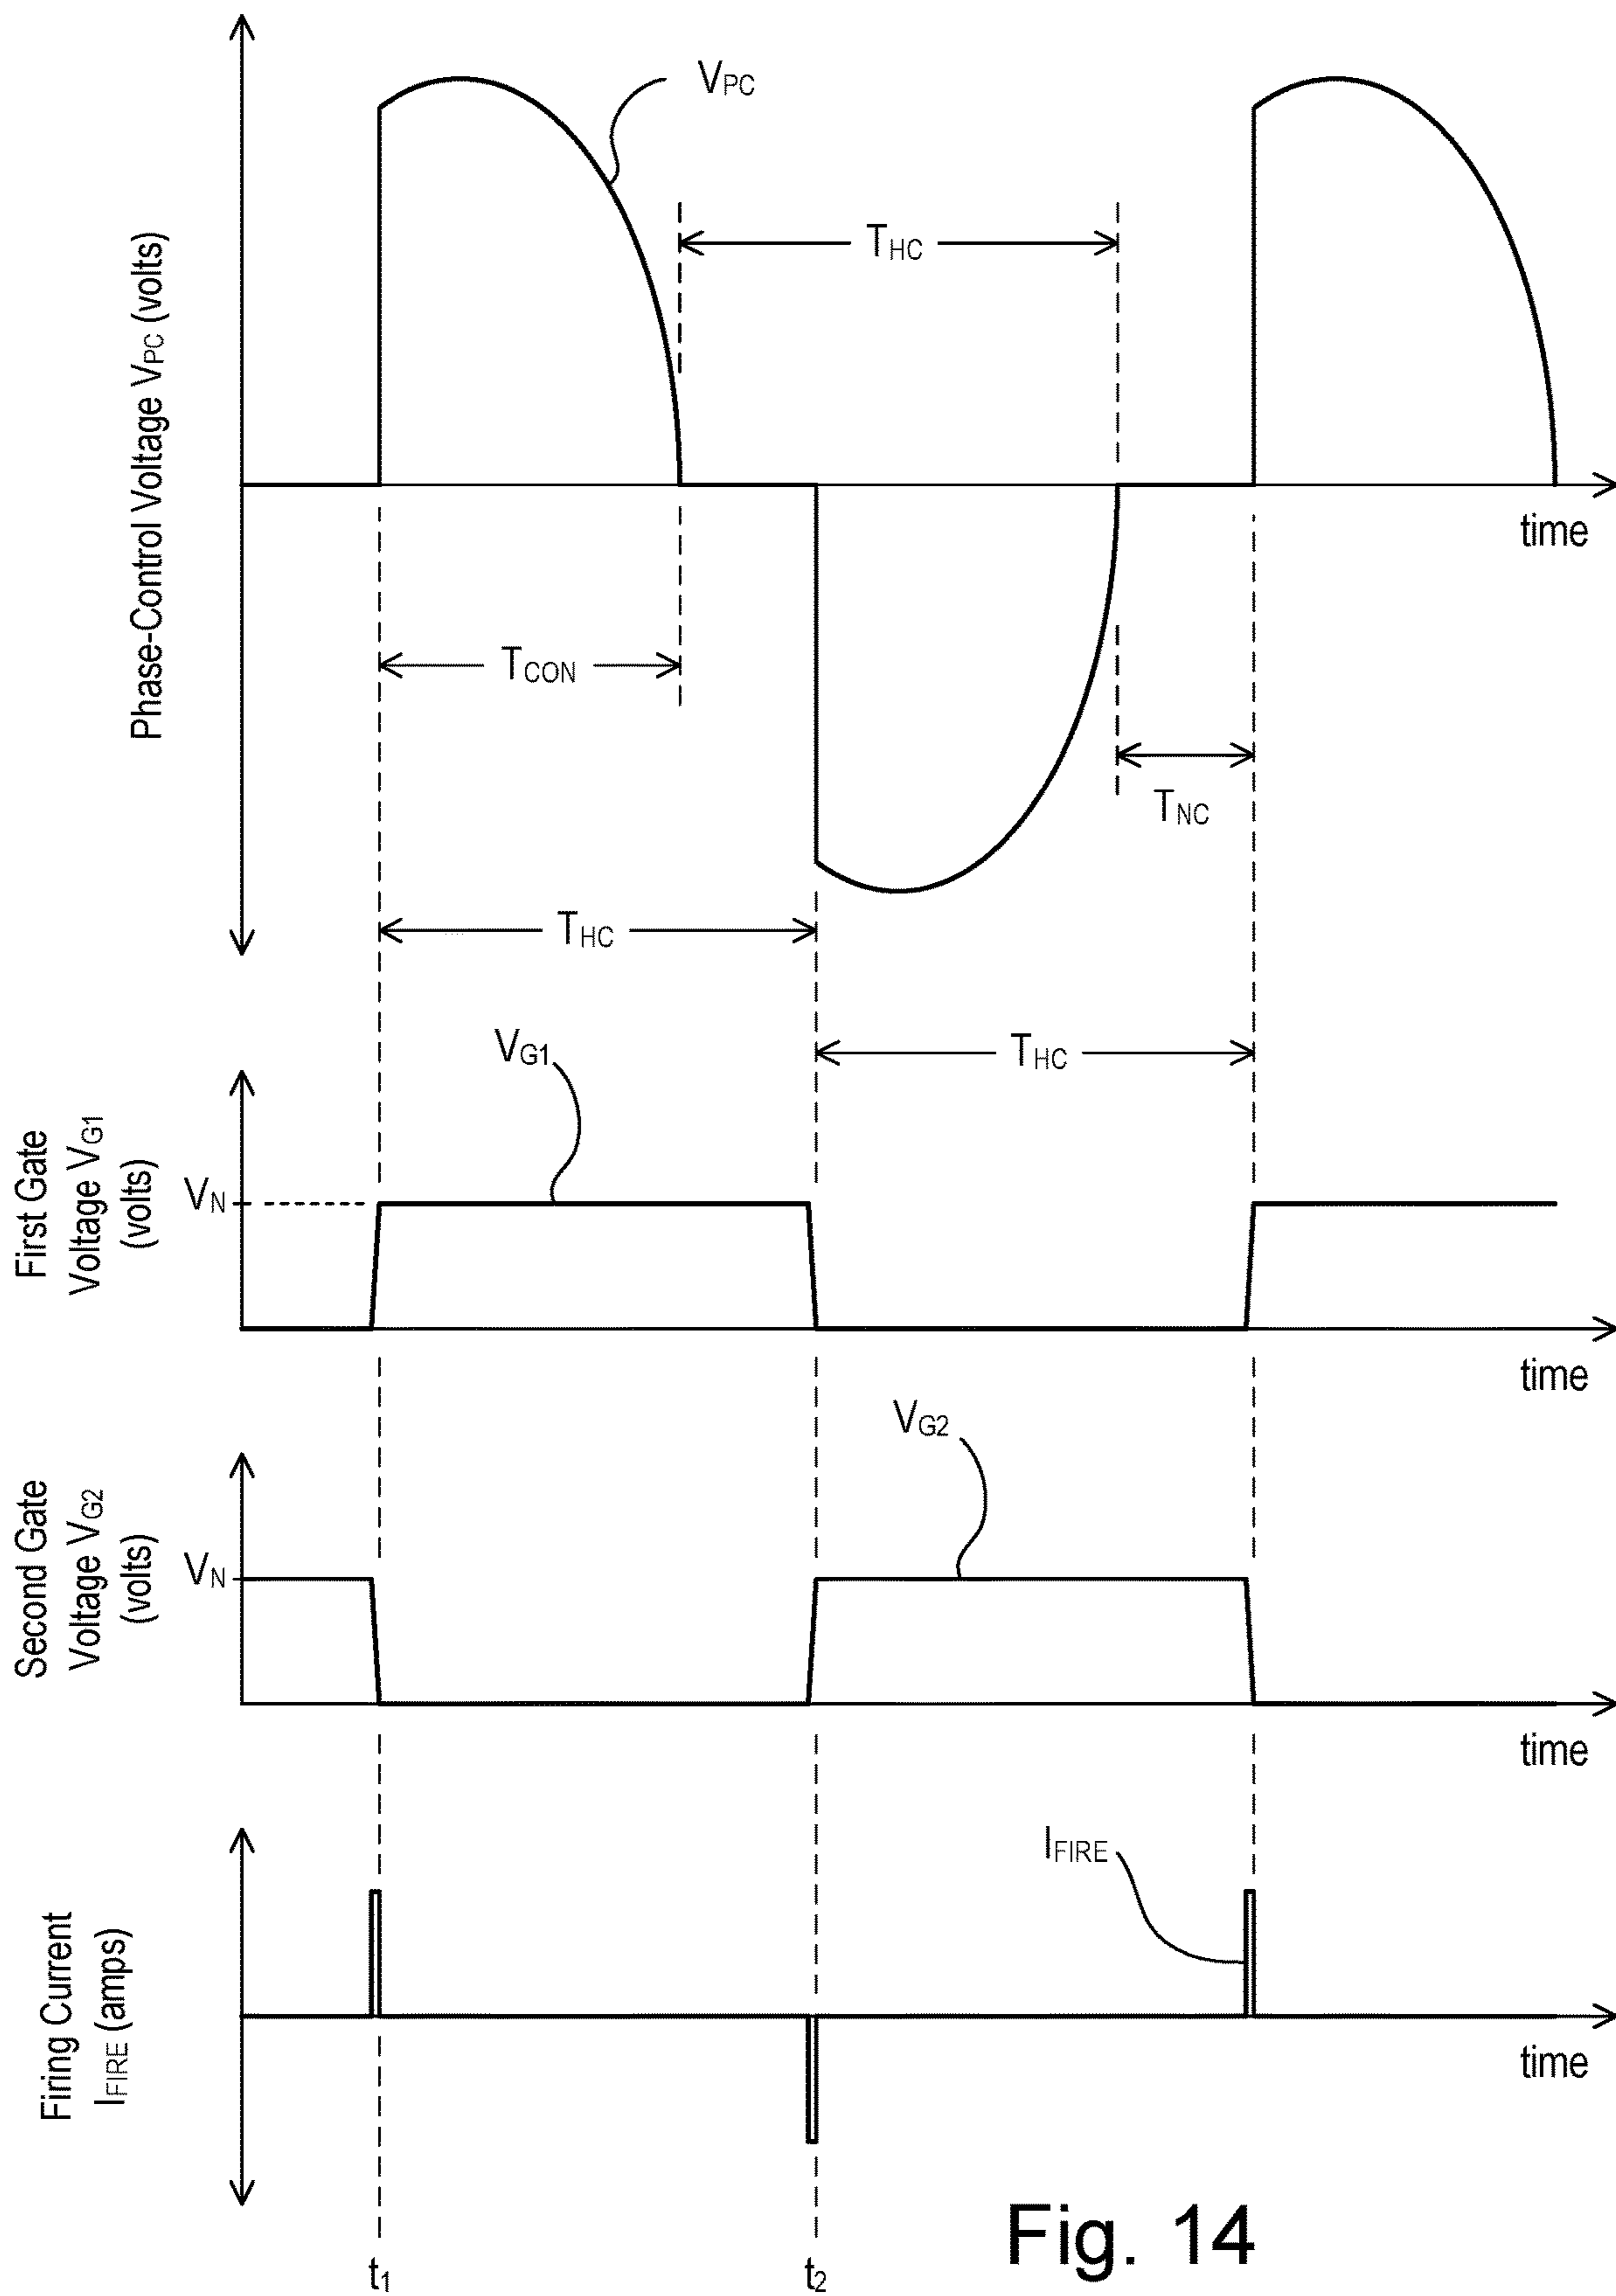 Phase-Control Voltage VPC (volts)
VPC
THC
time
TCON
TNC
THC
THC
First Gate
Voltage VG1
(volts)
VG1
VN
time
Second Gate
Voltage VG2
(volts)
VG2
VN
time
Firing Current
IFIRE (amps)
IFIRE
time
t1
t2
Fig. 14